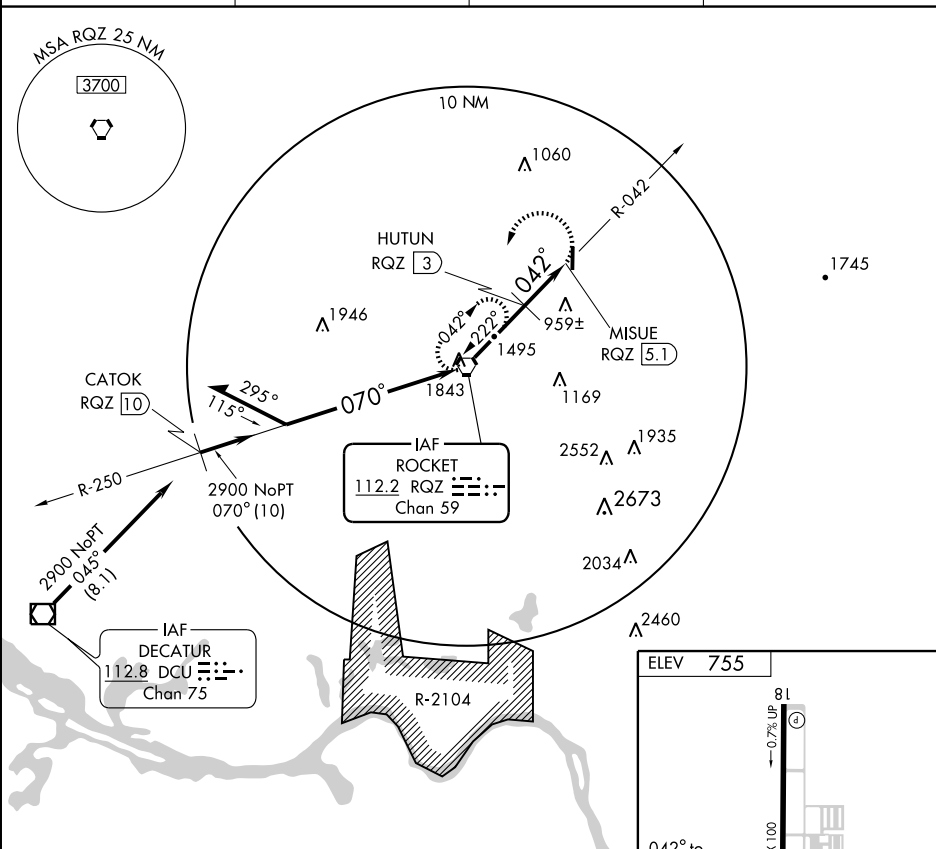 MSA RQZ 25 NM
3700
10 NM
1060
R-042
HUTUN
RQZ 3
042°
1745
1946
042°
222°
959±
1495
MISUE
RQZ 5.1
CATOK
RQZ 10
295°
115°
070°
1843
1169
R-250
2900 NoPT
070° (10)
IAF
ROCKET
112.2 RQZ
Chan 59
2552
1935
2673
2034
2460
2900 NoPT
045°
(8.1)
IAF
DECATUR
112.8 DCU
Chan 75
R-2104
ELEV 755
18
P
0.7% UP
042° to